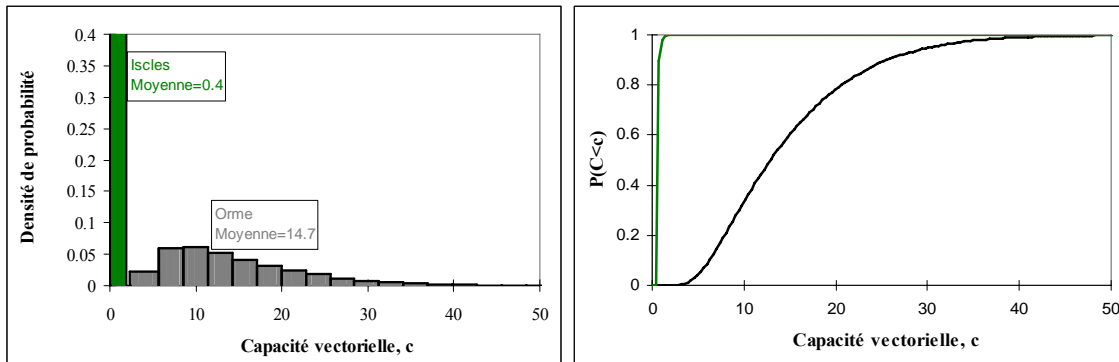 Densité de probabilité
0.4
0.35
0.3
0.25
0.2
0.15
0.1
0.05
0
Iscles
Moyenne=0.4
Orme
Moyenne=14.7
0 10 20 30 40 50
Capacité vectorielle, c
P(C<c)
1
0.8
0.6
0.4
0.2
0
0 10 20 30 40 50
Capacité vectorielle, c